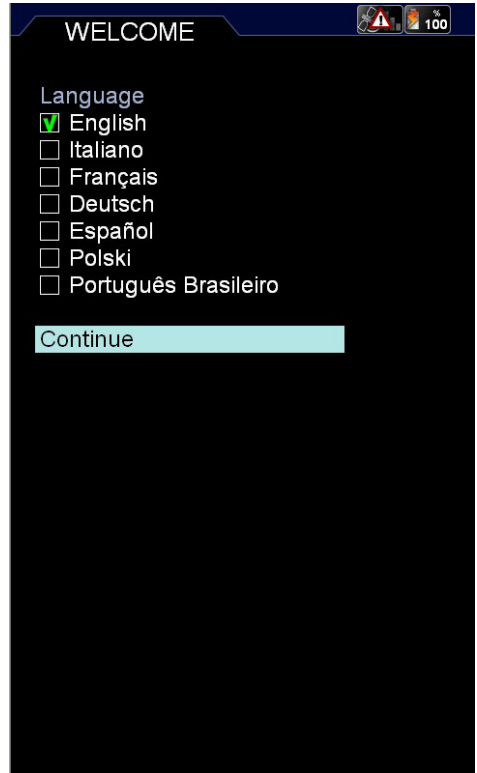 WELCOME
%
100
Language
English
Italiano
Français
Deutsch
Español
Polski
Português Brasileiro
Continue